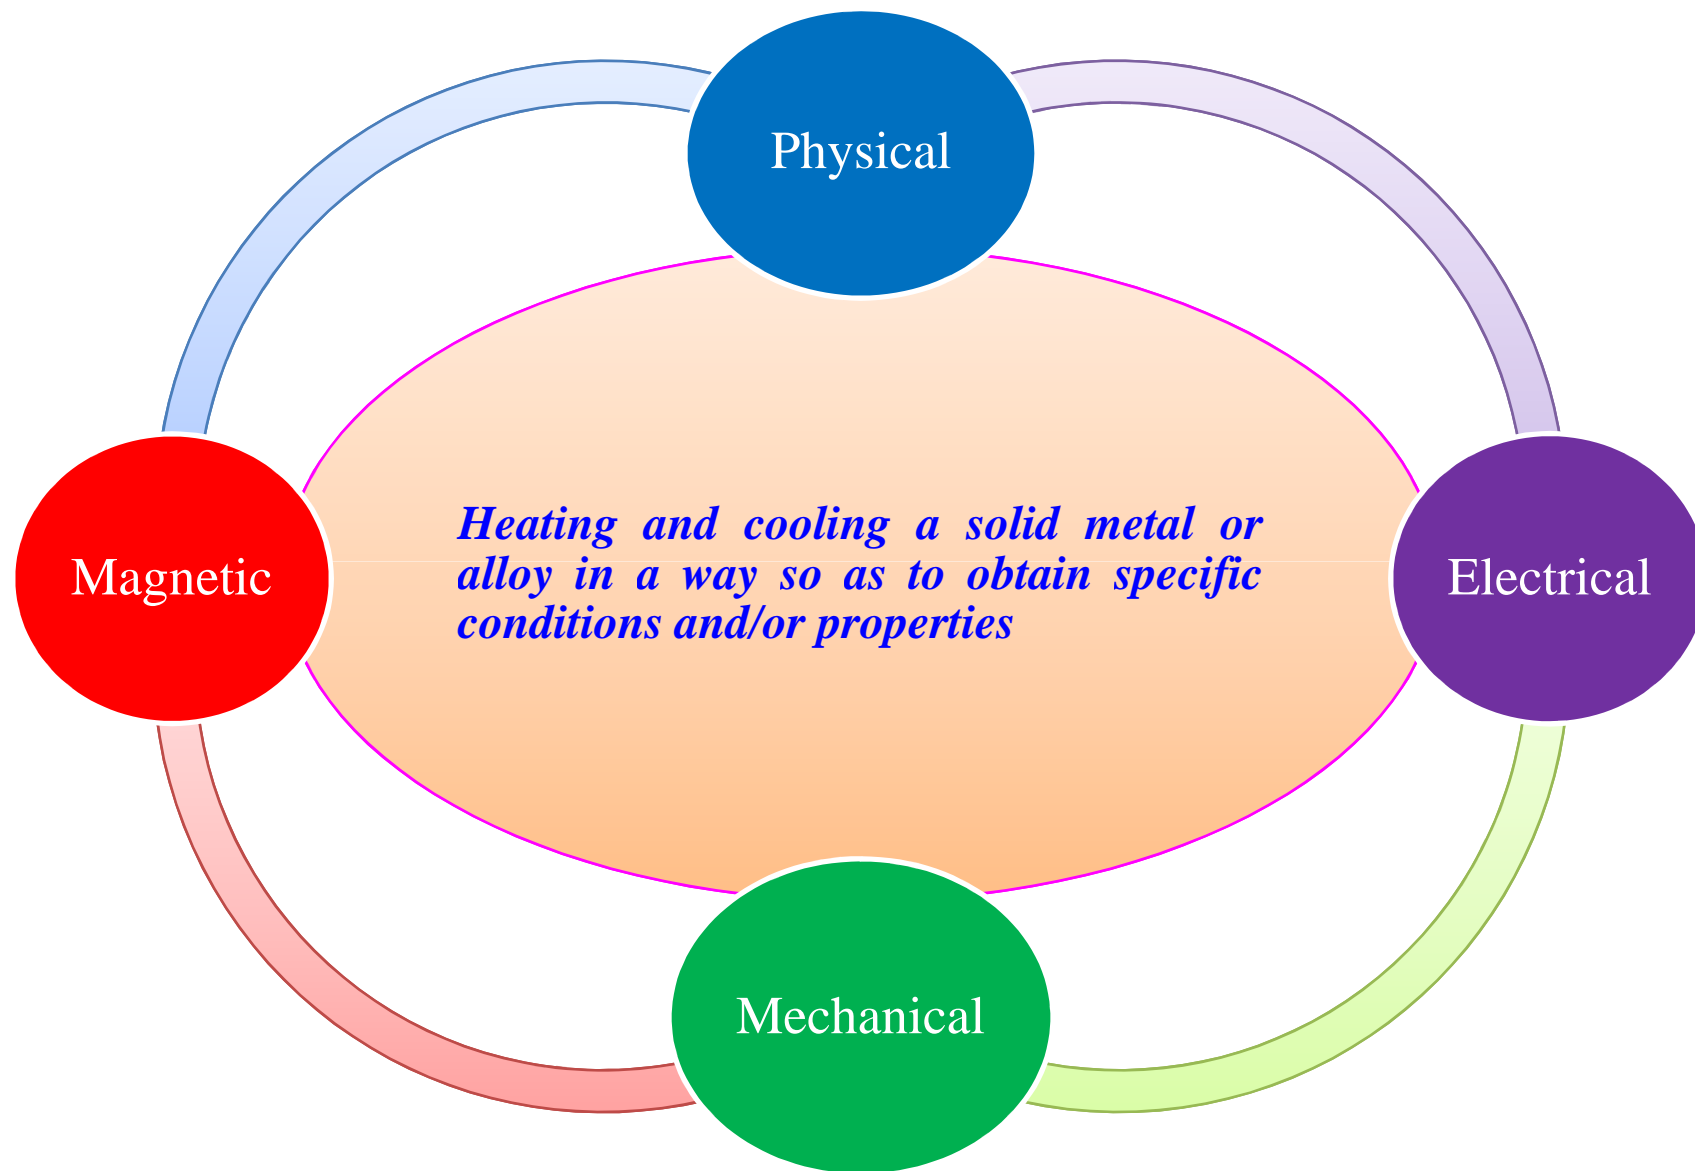 Physical
Magnetic
Heating and cooling a solid metal or
alloy in a way so as to obtain specific
conditions and/or properties
Electrical
Mechanical